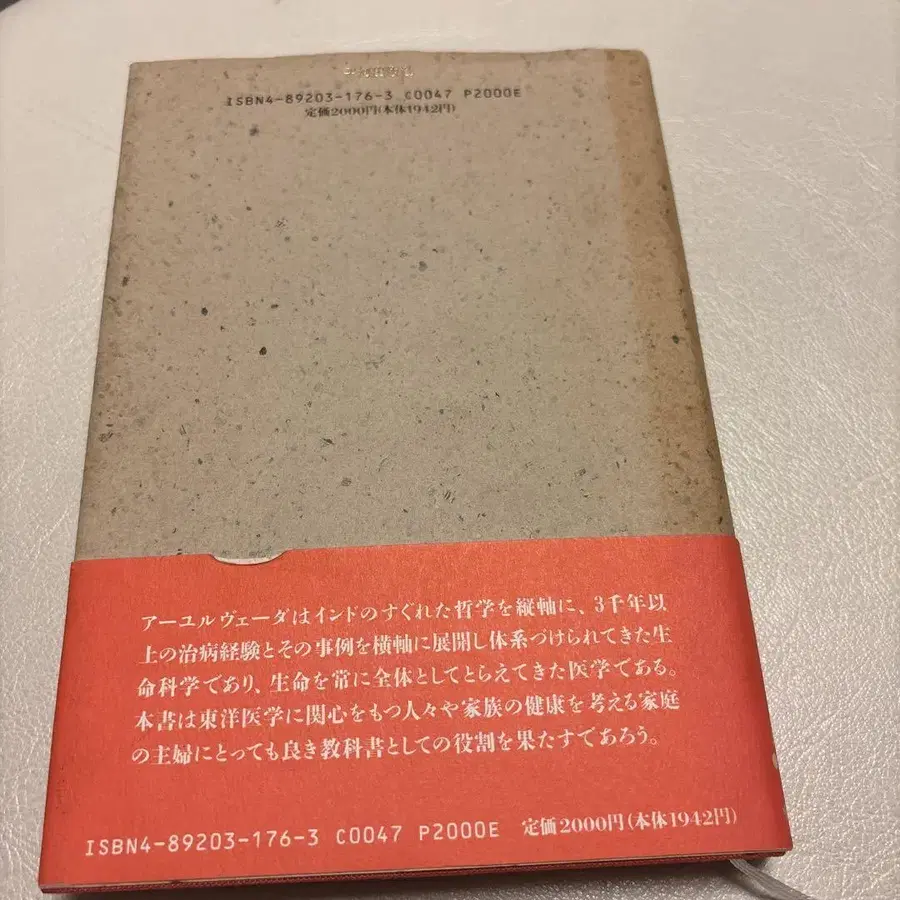 ISBN4-89203-176-3 C0047 P2000E
定価2000円(本体1942円)
アーユルヴェーダはインドのすぐれた哲学を縦軸に、3千年以
上の治病経験とその事例を横軸に展開し体系づけられてきた生
命科学であり、生命を常に全体としてとらえてきた医学である。
本書は東洋医学に関心をもつ人々や家族の健康を考える家庭
の主婦にとっても良き教科書としての役割を果たすであろう。
ISBN4-89203-176-3 C0047 P2000E 定価2000円(本体1942円)